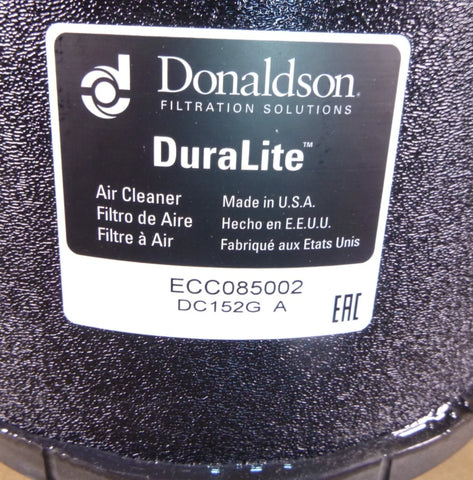 Donaldson.
FILTRATION SOLUTIONS
DuraLite™
Air Cleaner Made in U.S.A.
Filtro de Aire Hecho en E.E.U.U.
Filtre à Air Fabriqué aux Etats Unis
ECC085002
DC152G A
EAC